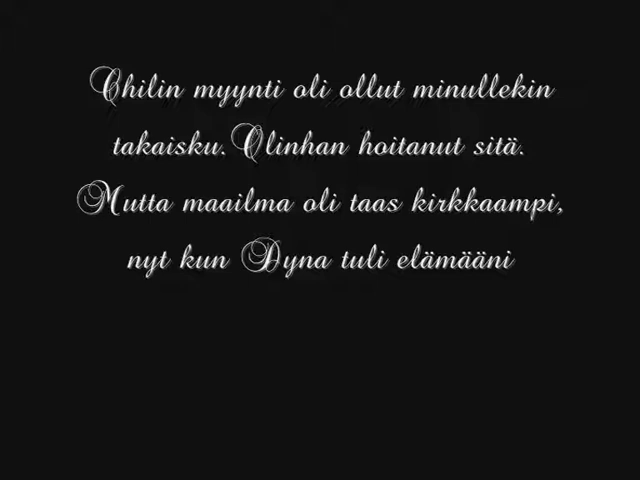 Chilin myynti oli ollut minullekin
takaisku. Olinhan hoitanut sitä.
Mutta maailma oli taas kirkkaampi,
nyt kun Dyna tuli elämääni